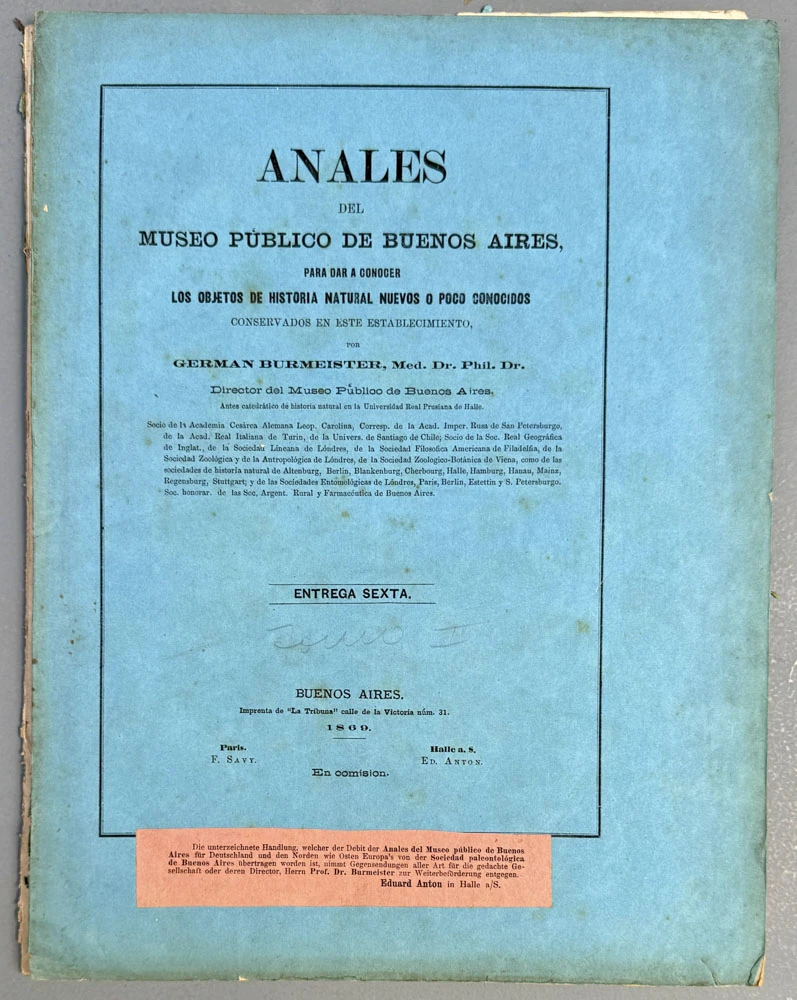 ANALES
DEL
MUSEO PÚBLICO DE BUENOS AIRES,
PARA DAR A CONOCER
LOS OBJETOS DE HISTORIA NATURAL NUEVOS O POCO CONOCIDOS
CONSERVADOS EN ESTE ESTABLECIMIENTO,
POR
GERMAN BURMEISTER, Med. Dr. Phil. Dr.
Director del Museo Público de Buenos Aires.
Antes catedrático de historia natural en la Universidad Real Prusiana de Halle.
Socio de la Academia Cesárea Alemana Leop. Carolina, Corresp. de la Acad. Imper. Rusa de San Petersburgo,
de la Acad. Real Italiana de Turin, de la Univers. de Santiago de Chile; Socio de la Soc. Real Geográfica
de Inglat., de la Sociedad Lineana de Lóndres, de la Sociedad Filosofica Americana de Filadelfia, de la
Sociedad Zoológica y de la Antropológica de Lóndres, de la Sociedad Zoologico-Botánica de Viena, como de las
sociedades de historia natural de Altenburg, Berlin, Blankenburg, Cherbourg, Halle, Hamburg, Hanau, Mainz,
Regensburg, Stuttgart; y de las Sociedades Entomológicas de Lóndres, Paris, Berlin, Estettin y S. Petersburgo.
Soc. honorar. de las Soc. Argent. Rural y Farmacéutica de Buenos Aires.
ENTREGA SEXTA.
Tomo I
BUENOS AIRES.
Imprenta de "La Tribuna" calle de la Victoria núm. 31.
1869.
Paris. Halle a. S.
F. SAVY. ED. ANTON.
En comision.
Die unterzeichnete Handlung, welcher der Debit der Anales del Museo público de Buenos
Aires für Deutschland und den Norden wie Osten Europa's von der Sociedad paleontológica
de Buenos Aires übertragen worden ist, nimmt Gegensendungen aller Art für die gedachte Ge-
sellschaft oder deren Director, Herrn Prof. Dr. Burmeister zur Weiterbeförderung entgegen.
Eduard Anton in Halle a/S.